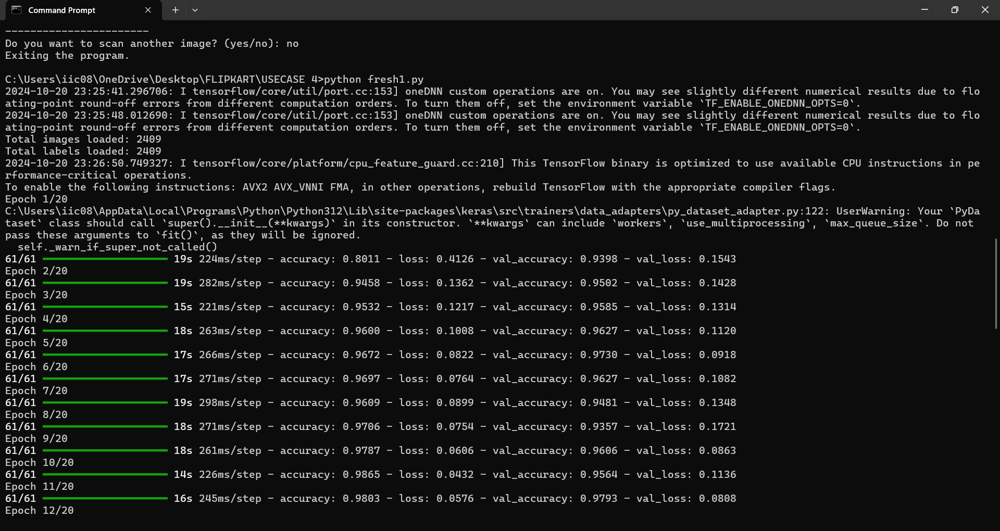 Command Prompt
-----------------------
Do you want to scan another image? (yes/no): no
Exiting the program.
C:\Users\iic08\OneDrive\Desktop\FLIPKART\USECASE 4>python fresh1.py
2024-10-20 23:25:41.296706: I tensorflow/core/util/port.cc:153] oneDNN custom operations are on. You may see slightly different numerical results due to flo
ating-point round-off errors from different computation orders. To turn them off, set the environment variable `TF_ENABLE_ONEDNN_OPTS=0`.
2024-10-20 23:25:48.012690: I tensorflow/core/util/port.cc:153] oneDNN custom operations are on. You may see slightly different numerical results due to flo
ating-point round-off errors from different computation orders. To turn them off, set the environment variable `TF_ENABLE_ONEDNN_OPTS=0`.
Total images loaded: 2409
Total labels loaded: 2409
2024-10-20 23:26:50.749327: I tensorflow/core/platform/cpu_feature_guard.cc:210] This TensorFlow binary is optimized to use available CPU instructions in pe
rformance-critical operations.
To enable the following instructions: AVX2 AVX_VNNI FMA, in other operations, rebuild TensorFlow with the appropriate compiler flags.
Epoch 1/20
C:\Users\iic08\AppData\Local\Programs\Python\Python312\Lib\site-packages\keras\src\trainers\data_adapters\py_dataset_adapter.py:122: UserWarning: Your `PyDa
taset` class should call `super().__init__(**kwargs)` in its constructor. `**kwargs` can include `workers`, `use_multiprocessing`, `max_queue_size`. Do not
pass these arguments to `fit()`, as they will be ignored.
  self._warn_if_super_not_called()
61/61 19s 224ms/step - accuracy: 0.8011 - loss: 0.4126 - val_accuracy: 0.9398 - val_loss: 0.1543
Epoch 2/20
61/61 19s 282ms/step - accuracy: 0.9458 - loss: 0.1362 - val_accuracy: 0.9502 - val_loss: 0.1428
Epoch 3/20
61/61 15s 221ms/step - accuracy: 0.9532 - loss: 0.1217 - val_accuracy: 0.9585 - val_loss: 0.1314
Epoch 4/20
61/61 18s 263ms/step - accuracy: 0.9600 - loss: 0.1008 - val_accuracy: 0.9627 - val_loss: 0.1120
Epoch 5/20
61/61 17s 266ms/step - accuracy: 0.9672 - loss: 0.0822 - val_accuracy: 0.9730 - val_loss: 0.0918
Epoch 6/20
61/61 17s 271ms/step - accuracy: 0.9697 - loss: 0.0764 - val_accuracy: 0.9627 - val_loss: 0.1082
Epoch 7/20
61/61 19s 298ms/step - accuracy: 0.9609 - loss: 0.0899 - val_accuracy: 0.9481 - val_loss: 0.1348
Epoch 8/20
61/61 18s 271ms/step - accuracy: 0.9706 - loss: 0.0754 - val_accuracy: 0.9357 - val_loss: 0.1721
Epoch 9/20
61/61 18s 261ms/step - accuracy: 0.9787 - loss: 0.0606 - val_accuracy: 0.9606 - val_loss: 0.0863
Epoch 10/20
61/61 14s 226ms/step - accuracy: 0.9865 - loss: 0.0432 - val_accuracy: 0.9564 - val_loss: 0.1136
Epoch 11/20
61/61 16s 245ms/step - accuracy: 0.9803 - loss: 0.0576 - val_accuracy: 0.9793 - val_loss: 0.0808
Epoch 12/20